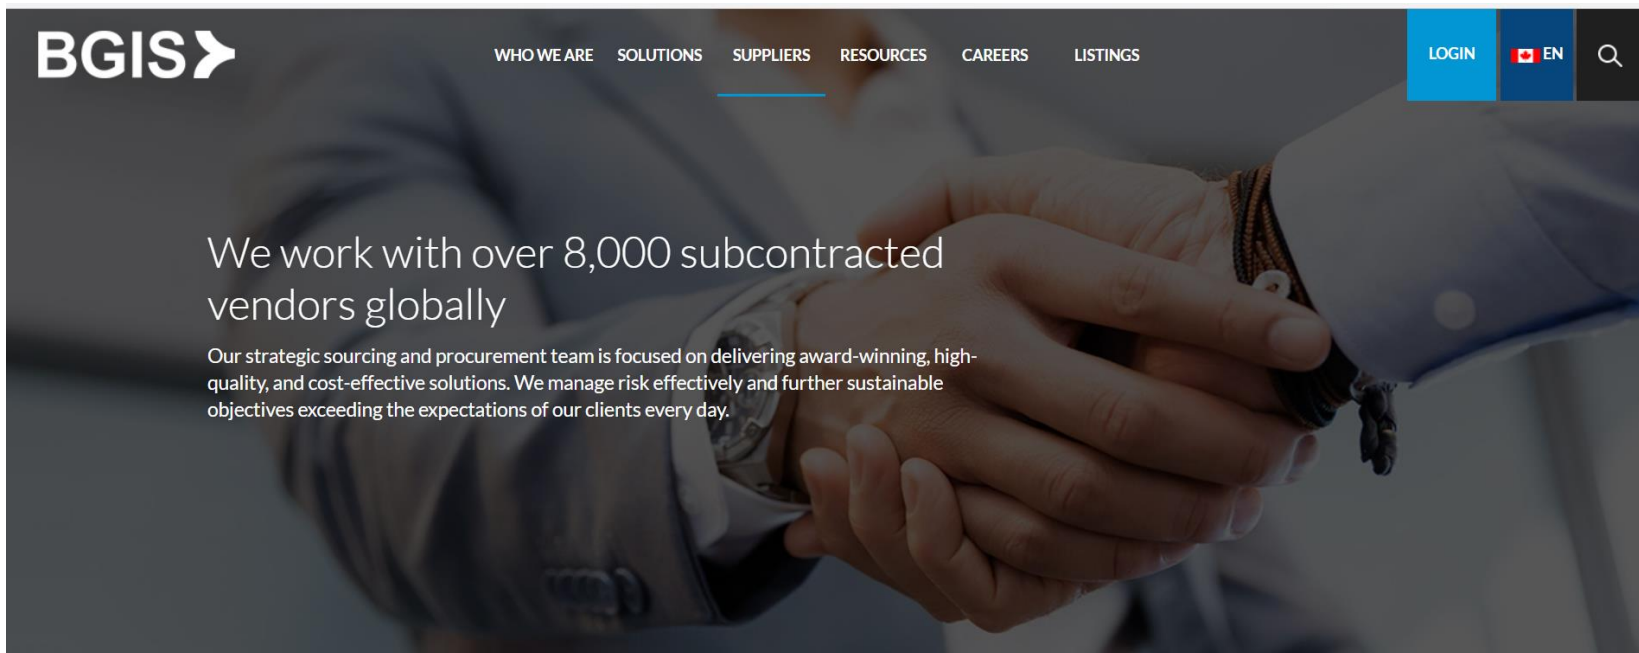 BGIS
WHO WE ARE
SOLUTIONS
SUPPLIERS
RESOURCES
CAREERS
LISTINGS
LOGIN
EN
We work with over 8,000 subcontracted
vendors globally
Our strategic sourcing and procurement team is focused on delivering award-winning, high-
quality, and cost-effective solutions. We manage risk effectively and further sustainable
objectives exceeding the expectations of our clients every day.